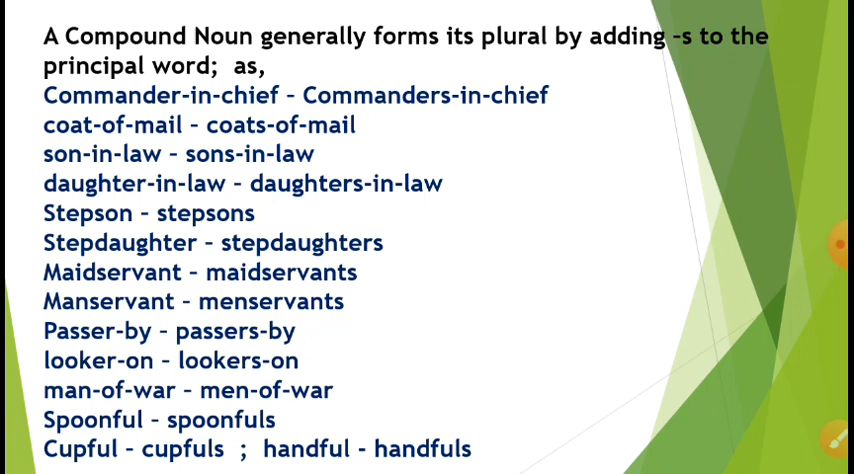 A Compound Noun generally forms its plural by adding –s to the
principal word;  as,
Commander-in-chief – Commanders-in-chief
coat-of-mail – coats-of-mail
son-in-law – sons-in-law
daughter-in-law – daughters-in-law
Stepson – stepsons
Stepdaughter – stepdaughters
Maidservant – maidservants
Manservant – menservants
Passer-by – passers-by
looker-on – lookers-on
man-of-war – men-of-war
Spoonful – spoonfuls
Cupful – cupfuls  ;  handful - handfuls